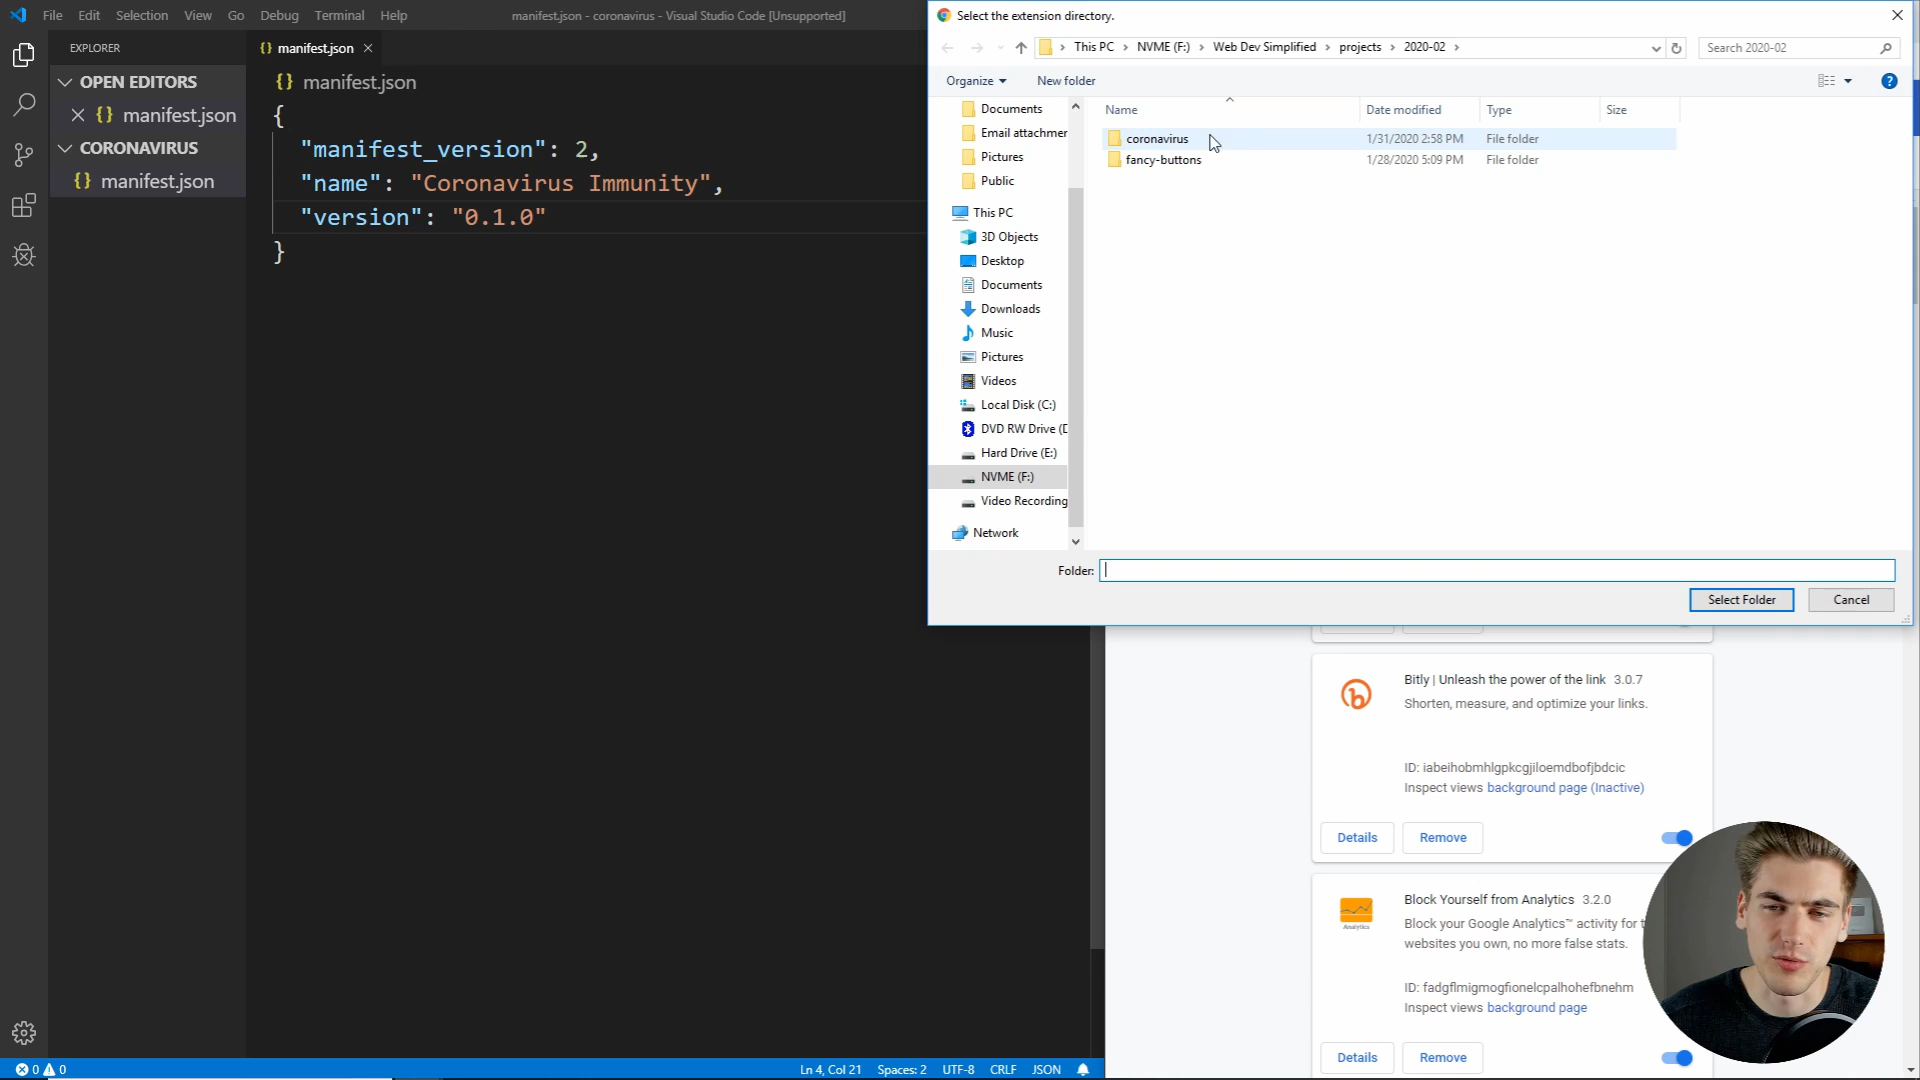 File Edit Selection View Go Debug Terminal Help
manifest.json - coronavirus - Visual Studio Code [Unsupported]
EXPLORER
OPEN EDITORS
manifest.json
CORONAVIRUS
manifest.json
manifest.json
manifest.json
{
"manifest_version": 2,
"name": "Coronavirus Immunity",
"version": "0.1.0"
}
Select the extension directory.
This PC › NVME (F:) › Web Dev Simplified › projects › 2020-02 ›
Search 2020-02
Organize New folder
Documents
Email attachmen
Pictures
Public
This PC
3D Objects
Desktop
Documents
Downloads
Music
Pictures
Videos
Local Disk (C:)
DVD RW Drive (D
Hard Drive (E:)
NVME (F:)
Video Recording
Network
Name Date modified Type Size
coronavirus 1/31/2020 2:58 PM File folder
fancy-buttons 1/28/2020 5:09 PM File folder
Folder:
Select Folder Cancel
Bitly | Unleash the power of the link 3.0.7
Shorten, measure, and optimize your links.
ID: iabeihobmhlgpkcgjiloemdbofjbdcic
Inspect views background page (Inactive)
Details Remove
Analytics
Block Yourself from Analytics 3.2.0
Block your Google Analytics™ activity for t
websites you own, no more false stats.
ID: fadgflmigmogfionelcpalhohefbnehm
Inspect views background page
Details Remove
0 0
Ln 4, Col 21 Spaces: 2 UTF-8 CRLF JSON